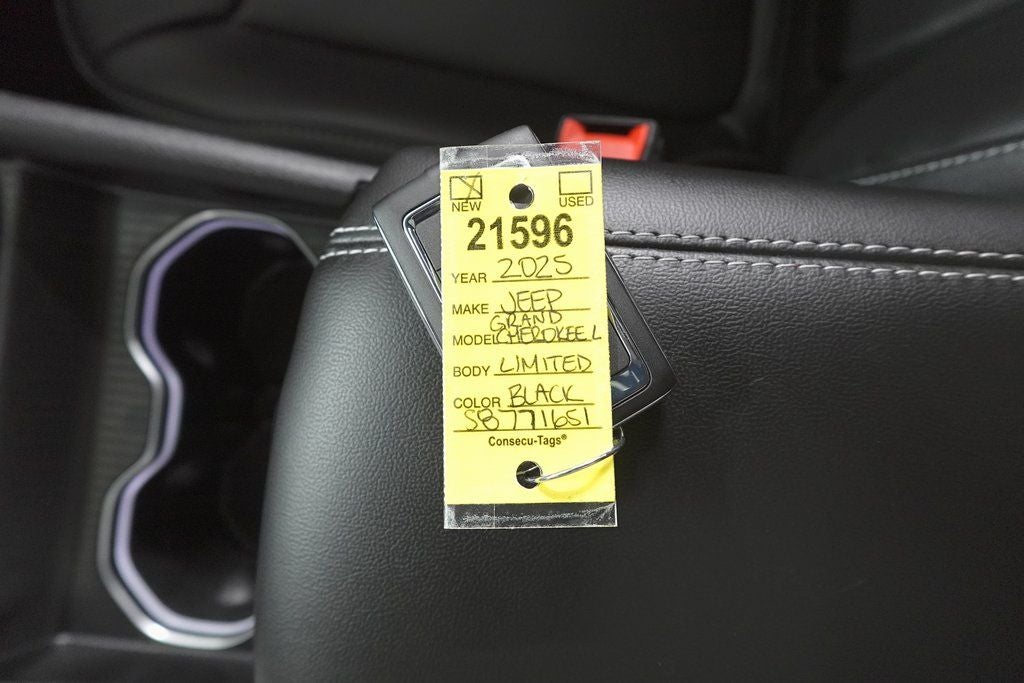 NEW USED
21596
YEAR 2025
MAKE JEEP
GRAND
MODEL CHEROKEE L
BODY LIMITED
COLOR BLACK
S8771651
Consecu-Tags®